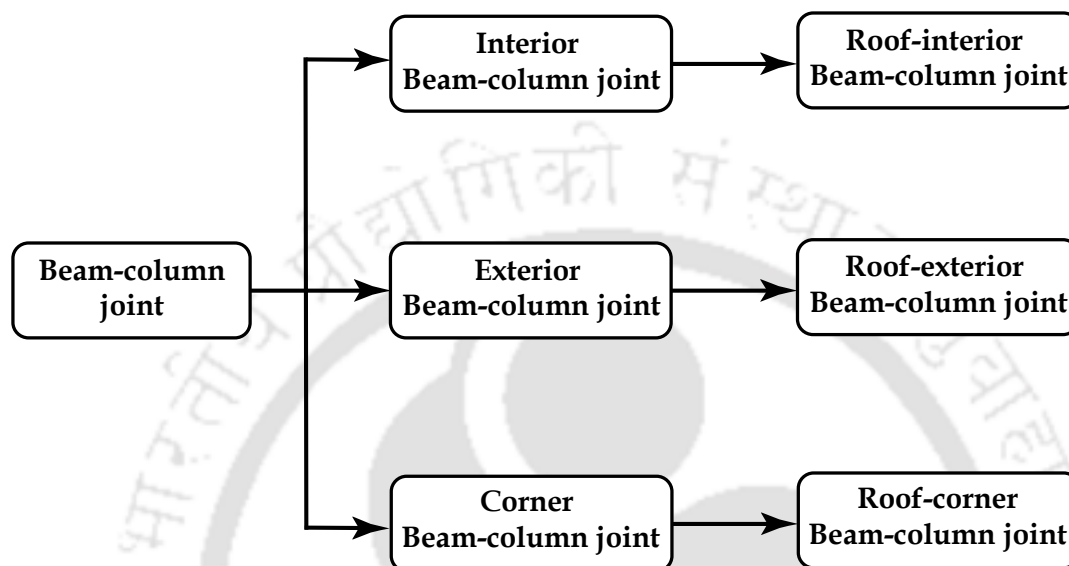 Interior
Beam-column joint
Roof-interior
Beam-column joint
Beam-column
joint
Exterior
Beam-column joint
Roof-exterior
Beam-column joint
Corner
Beam-column joint
Roof-corner
Beam-column joint
भारतीय प्रौद्योगिकी संस्थान